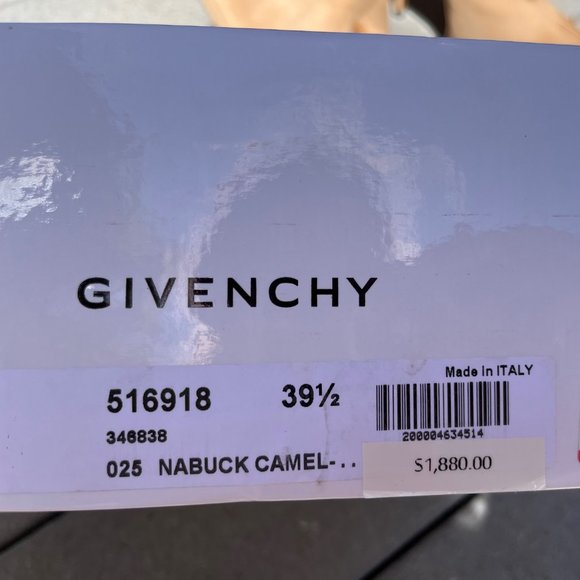 GIVENCHY
Made in ITALY
516918 39½
346838
200004634514
025 NABUCK CAMEL-...
$1,880.00